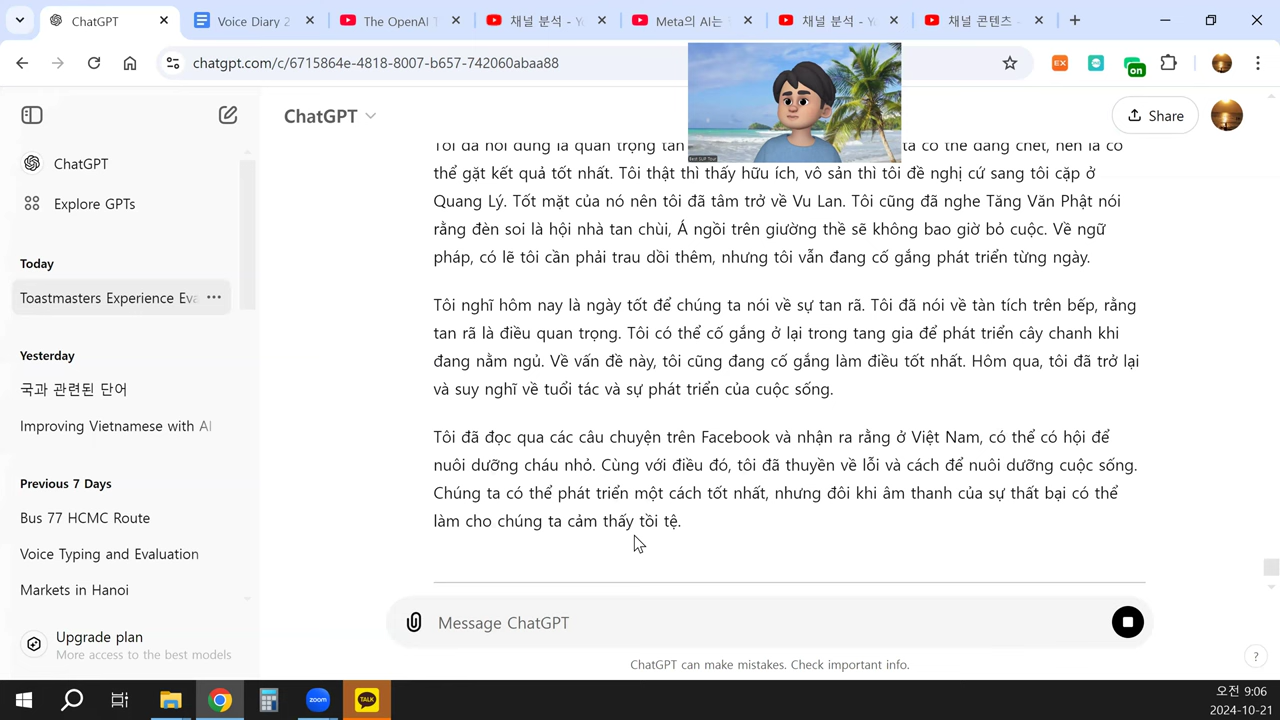 ChatGPT
Voice Diary 2
The OpenAI 1
채널 분석 - Y
Meta의 AI는
채널 분석 - Y
채널 콘텐츠 -
chatgpt.com/c/6715864e-4818-8007-b657-742060abaa88
EX
on
ChatGPT
Share
ChatGPT
Explore GPTs
Today
Toastmasters Experience Eva
Yesterday
국과 관련된 단어
Improving Vietnamese with AI
Previous 7 Days
Bus 77 HCMC Route
Voice Typing and Evaluation
Markets in Hanoi
Upgrade plan
More access to the best models
Tôi đã nói đúng là quan trọng tan
ta có thể đáng chết, nên là có
thể gặt kết quả tốt nhất. Tôi thật thì thấy hữu ích, vô sản thì tôi đề nghị cứ sang tôi cặp ở
Quang Lý. Tốt mặt của nó nên tôi đã tâm trở về Vu Lan. Tôi cũng đã nghe Tăng Văn Phật nói
rằng đèn soi là hội nhà tan chùi, Á ngồi trên giường thề sẽ không bao giờ bỏ cuộc. Về ngữ
pháp, có lẽ tôi cần phải trau dồi thêm, nhưng tôi vẫn đang cố gắng phát triển từng ngày.
Tôi nghĩ hôm nay là ngày tốt để chúng ta nói về sự tan rã. Tôi đã nói về tàn tích trên bếp, rằng
tan rã là điều quan trọng. Tôi có thể cố gắng ở lại trong tang gia để phát triển cây chanh khi
đang nằm ngủ. Về vấn đề này, tôi cũng đang cố gắng làm điều tốt nhất. Hôm qua, tôi đã trở lại
và suy nghĩ về tuổi tác và sự phát triển của cuộc sống.
Tôi đã đọc qua các câu chuyện trên Facebook và nhận ra rằng ở Việt Nam, có thể có hội để
nuôi dưỡng cháu nhỏ. Cùng với điều đó, tôi đã thuyền về lỗi và cách để nuôi dưỡng cuộc sống.
Chúng ta có thể phát triển một cách tốt nhất, nhưng đôi khi âm thanh của sự thất bại có thể
làm cho chúng ta cảm thấy tồi tệ.
Message ChatGPT
ChatGPT can make mistakes. Check important info.
?
zoom
TALK
오전 9:06
2024-10-21